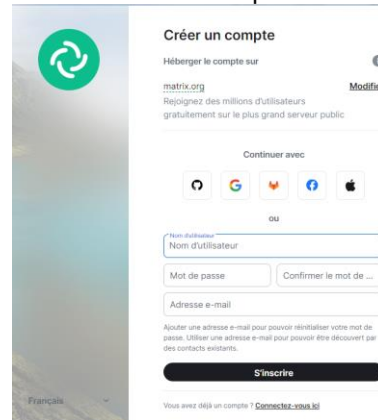 Créer un compte
Héberger le compte sur
matrix.org
Rejoignez des millions d'utilisateurs
gratuitement sur le plus grand serveur public
Continuer avec
ou
Nom d'utilisateur
Nom d'utilisateur
Mot de passe Confirmer le mot de ...
Adresse e-mail
Ajouter une adresse e-mail pour pouvoir réinitialiser votre mot de
passe. Utiliser une adresse e-mail pour pouvoir être découvert par
des contacts existants.
S'inscrire
Français
Vous avez déjà un compte ? Connectez-vous ici